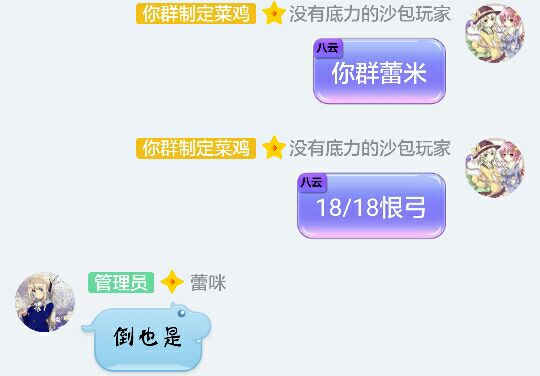 你群制定菜鸡 没有底力的沙包玩家
八云
你群蕾米
你群制定菜鸡 没有底力的沙包玩家
八云
18/18恨弓
管理员 蕾咪
倒也是